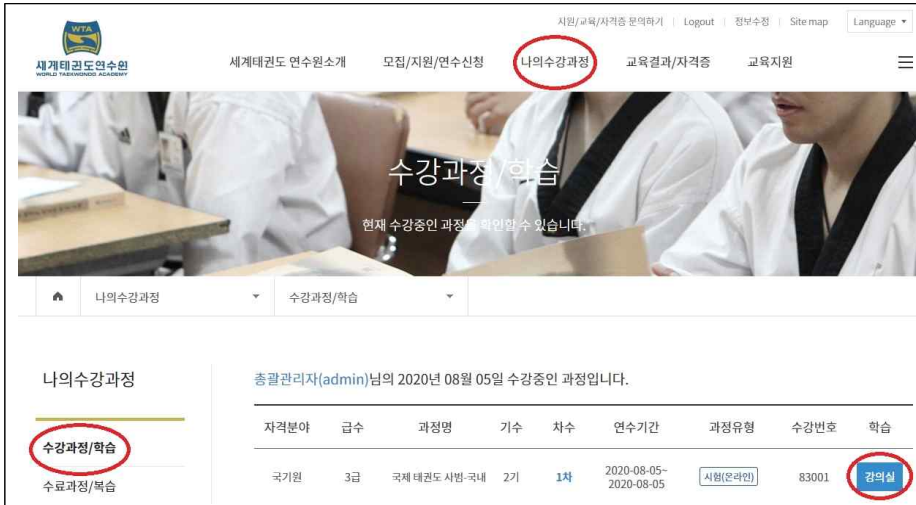 시원/교육/자격증 문의하기 | Logout | 정보수정 | Site map
Language
WTA
세계태권도연수원
WORLD TAEKWONDO ACADEMY
세계태권도 연수원소개 모집/지원/연수신청 나의수강과정 교육결과/자격증 교육지원
수강과정/학습
현재 수강중인 과정을 확인할 수 있습니다.
나의수강과정 수강과정/학습
나의수강과정
총괄관리자(admin)님의 2020년 08월 05일 수강중인 과정입니다.
자격분야 급수 과정명 기수 차수 연수기간 과정유형 수강번호 학습
수강과정/학습
국기원 3급 국제 태권도 사범-국내 2기 1차 2020-08-05~ 시험(온라인) 83001 강의실
2020-08-05
수료과정/복습